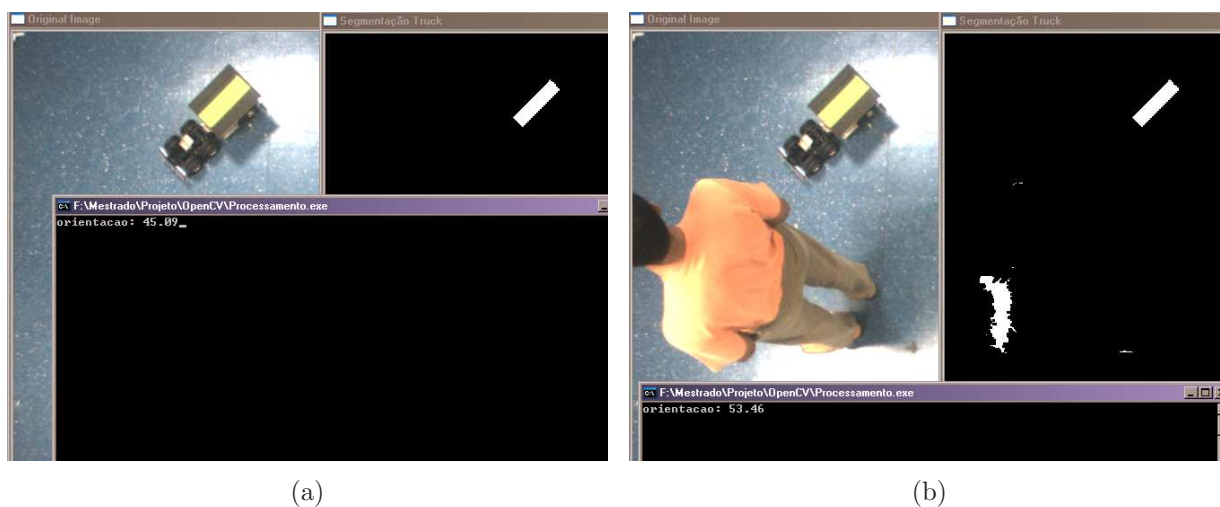 Original Image
Segmentação Truck
F:\Mestrado\Projeto\OpenCV\Processamento.exe
orientacao: 45.09_
(a)
Original Image
Segmentação Truck
F:\Mestrado\Projeto\OpenCV\Processamento.exe
orientacao: 53.46
(b)